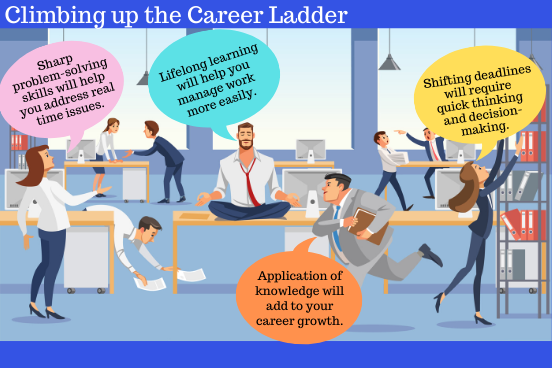 Climbing up the Career Ladder
Sharp
problem-solving
skills will help
you address real
time issues.
Lifelong learning
will help you
manage work
more easily.
Shifting deadlines
will require
quick thinking
and decision-
making.
Application of
knowledge will
add to your
career growth.